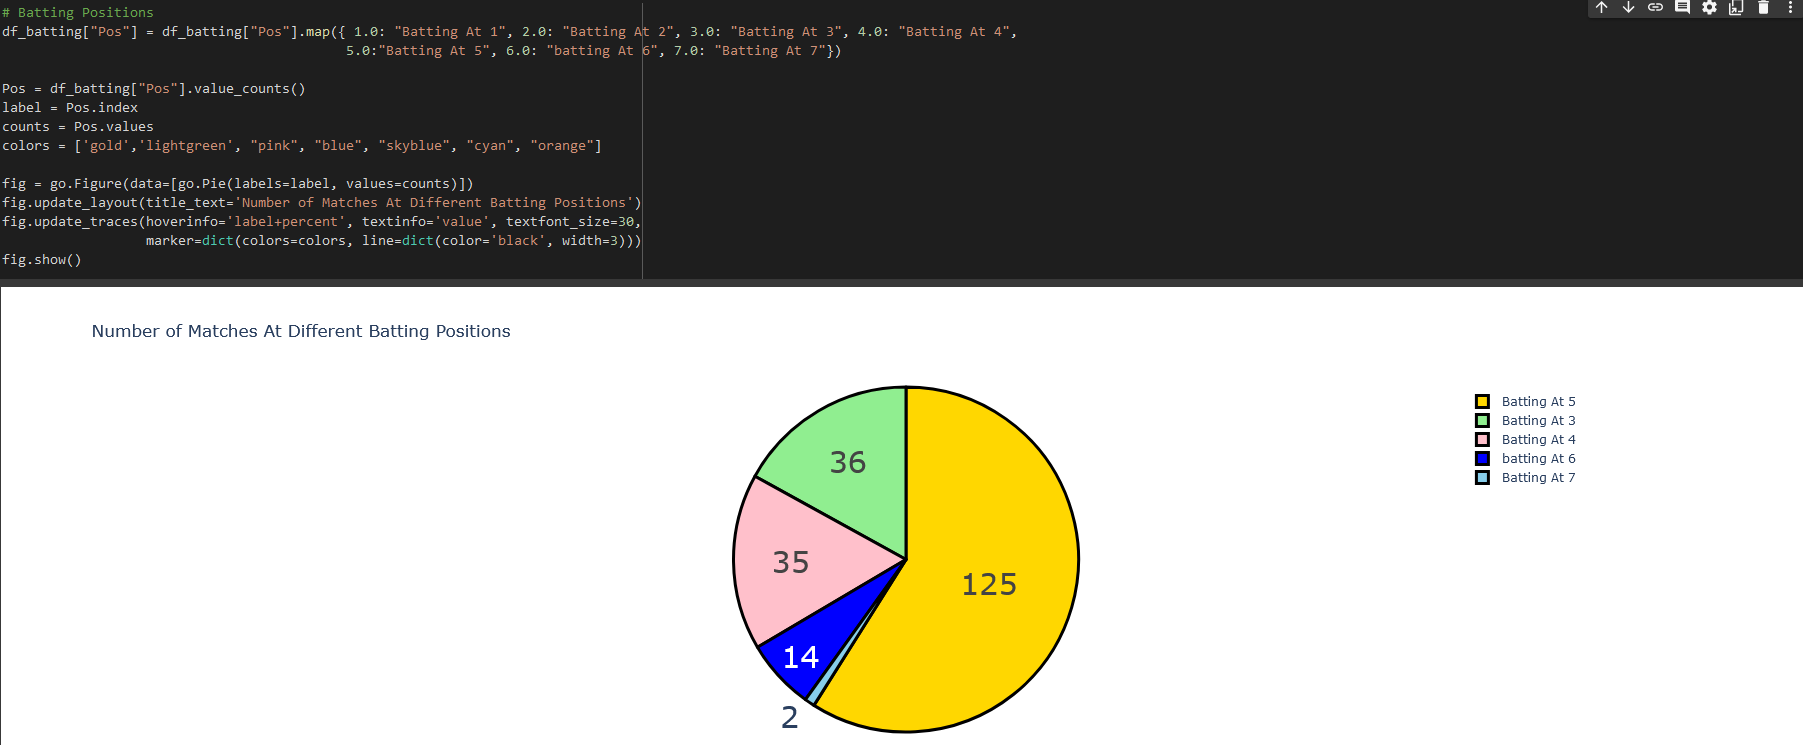 # Batting Positions
df_batting["Pos"] = df_batting["Pos"].map({ 1.0: "Batting At 1", 2.0: "Batting At 2", 3.0: "Batting At 3", 4.0: "Batting At 4",
5.0:"Batting At 5", 6.0: "batting At 6", 7.0: "Batting At 7"})
Pos = df_batting["Pos"].value_counts()
label = Pos.index
counts = Pos.values
colors = ['gold','lightgreen', "pink", "blue", "skyblue", "cyan", "orange"]
fig = go.Figure(data=[go.Pie(labels=label, values=counts)])
fig.update_layout(title_text='Number of Matches At Different Batting Positions')
fig.update_traces(hoverinfo='label+percent', textinfo='value', textfont_size=30,
marker=dict(colors=colors, line=dict(color='black', width=3)))
fig.show()
Number of Matches At Different Batting Positions
36
35
125
14
2
Batting At 5
Batting At 3
Batting At 4
batting At 6
Batting At 7